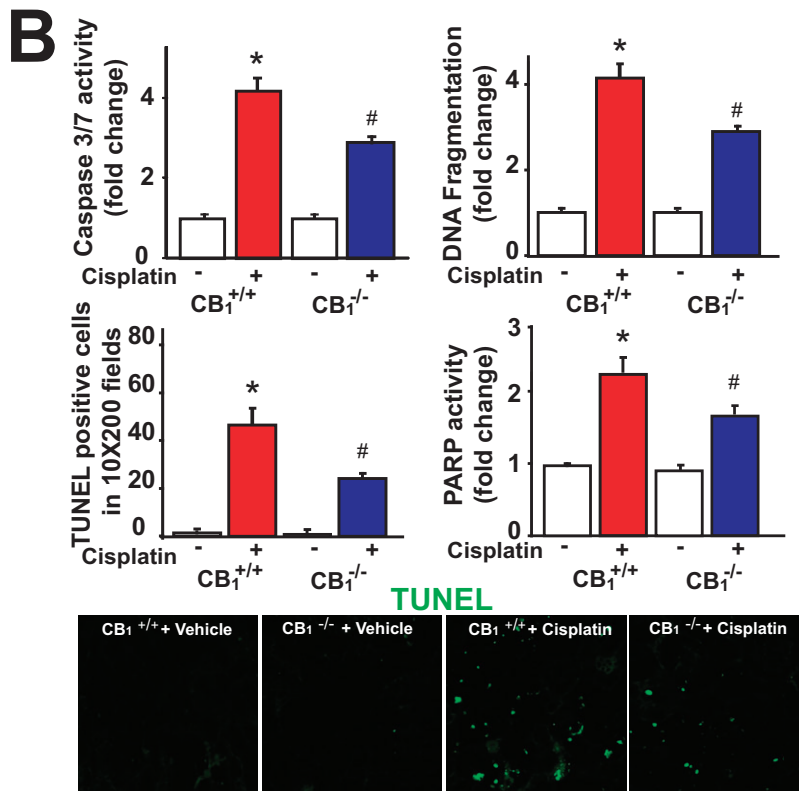 B
Caspase 3/7 activity
(fold change)
4
2
0
*
#
Cisplatin - + - +
CB1+/+ CB1-/-
DNA Fragmentation
(fold change)
4
2
0
*
#
Cisplatin - + - +
CB1+/+ CB1-/-
TUNEL positive cells
in 10X200 fields
80
60
40
20
0
*
#
Cisplatin - + - +
CB1+/+ CB1-/-
PARP activity
(fold change)
3
2
1
0
*
#
Cisplatin - + - +
CB1+/+ CB1-/-
TUNEL
CB1 +/+ + Vehicle
CB1 -/- + Vehicle
CB1 +/+ + Cisplatin
CB1 -/- + Cisplatin